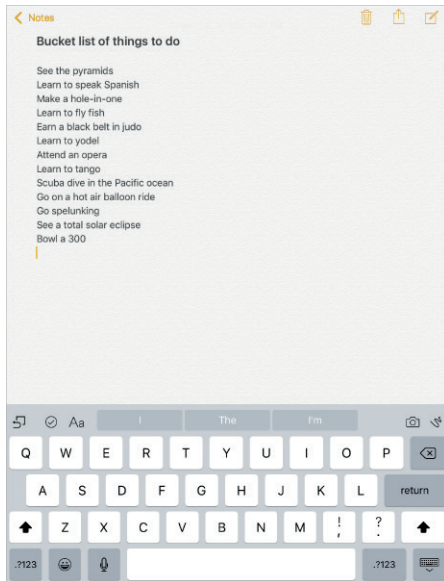 Notes
Bucket list of things to do
See the pyramids
Learn to speak Spanish
Make a hole-in-one
Learn to fly fish
Earn a black belt in judo
Learn to yodel
Attend an opera
Learn to tango
Scuba dive in the Pacific ocean
Go on a hot air balloon ride
Go spelunking
See a total solar eclipse
Bowl a 300
Aa I The I'm
Q W E R T Y U I O P
A S D F G H J K L return
Z X C V B N M ! , ? .
.?123 .?123